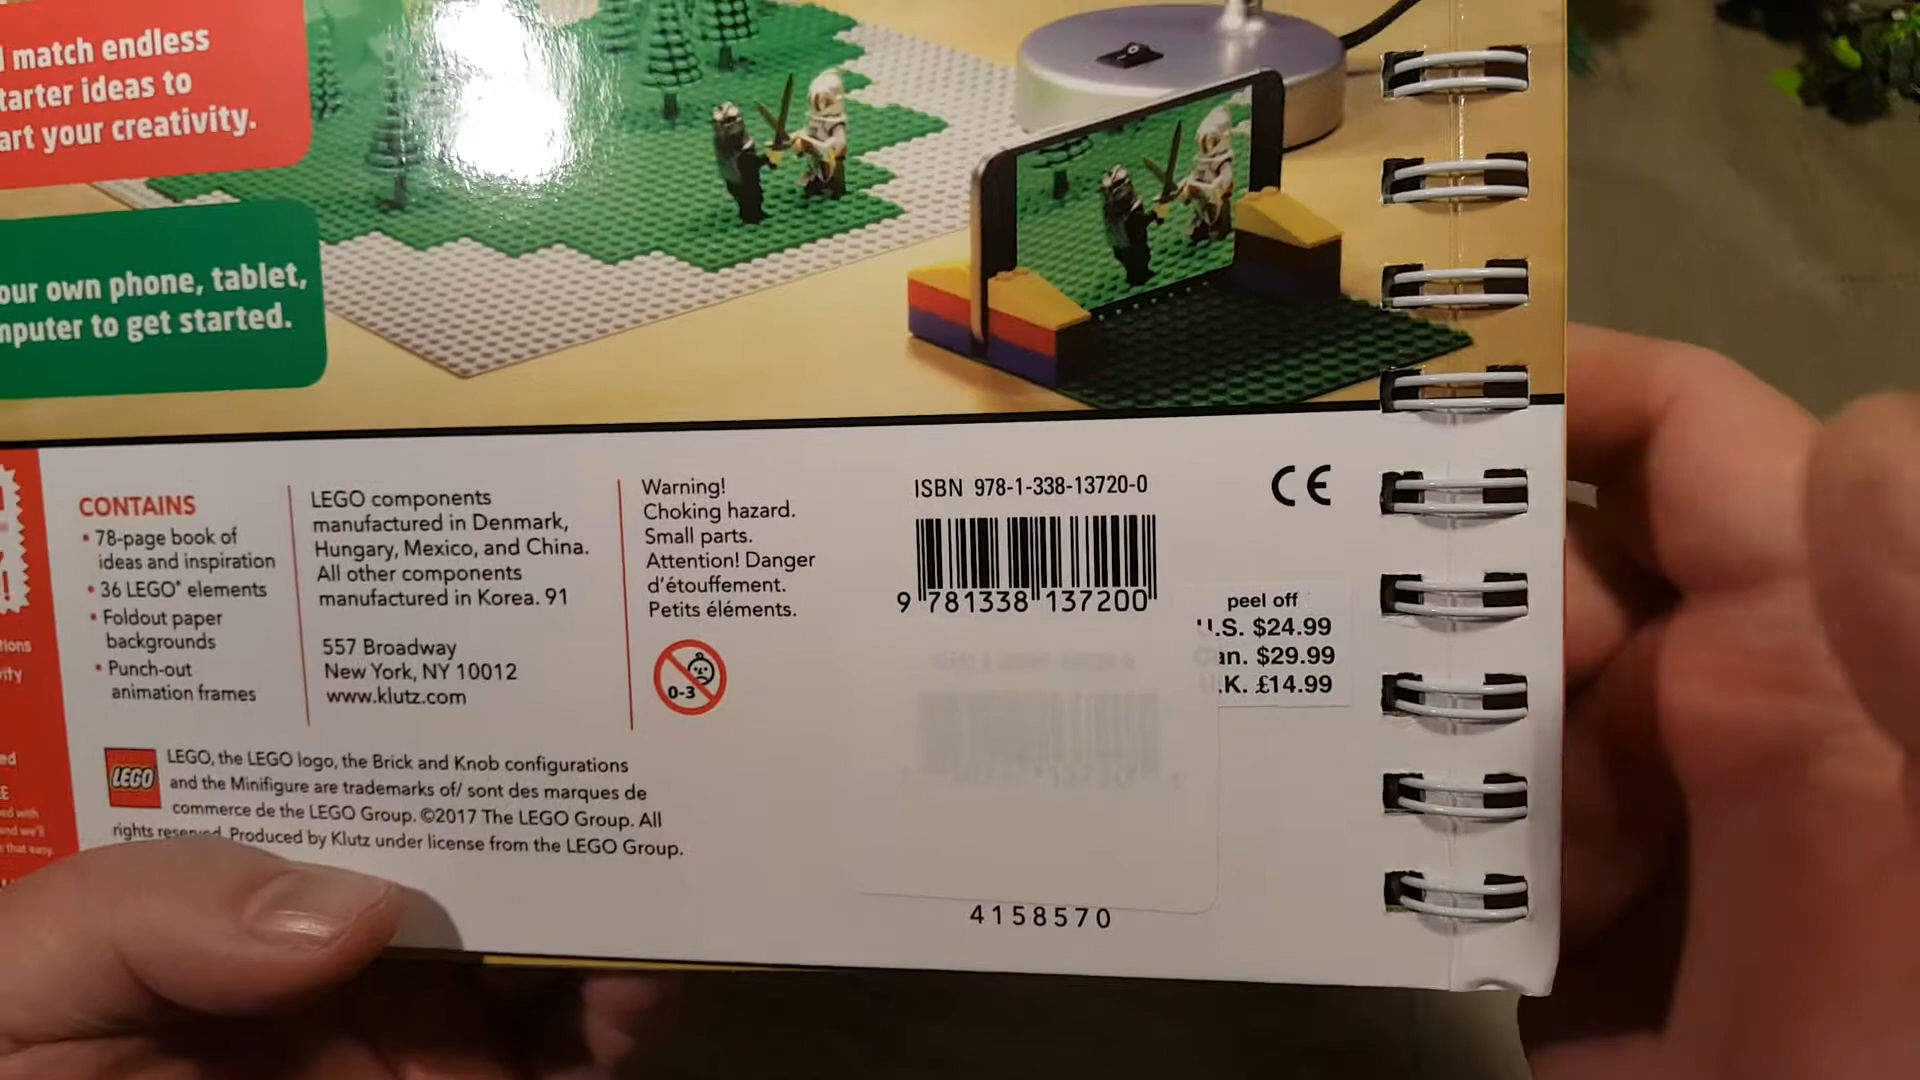 match endless
tarter ideas to
art your creativity.
our own phone, tablet,
mputer to get started.
CONTAINS
• 78-page book of
ideas and inspiration
• 36 LEGO® elements
• Foldout paper
backgrounds
• Punch-out
animation frames
LEGO components
manufactured in Denmark,
Hungary, Mexico, and China.
All other components
manufactured in Korea. 91
557 Broadway
New York, NY 10012
www.klutz.com
Warning!
Choking hazard.
Small parts.
Attention! Danger
d'étouffement.
Petits éléments.
0-3
ISBN 978-1-338-13720-0
9 781338 137200
CE
peel off
U.S. $24.99
Can. $29.99
.K. £14.99
LEGO
LEGO, the LEGO logo, the Brick and Knob configurations
and the Minifigure are trademarks of/ sont des marques de
commerce de the LEGO Group. ©2017 The LEGO Group. All
rights reserved. Produced by Klutz under license from the LEGO Group.
4158570